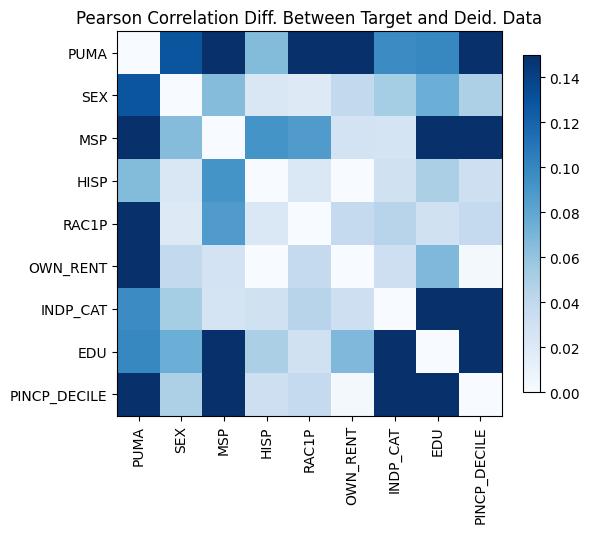 Pearson Correlation Diff. Between Target and Deid. Data
PUMA
SEX
MSP
HISP
RAC1P
OWN_RENT
INDP_CAT
EDU
PINCP_DECILE
PUMA
SEX
MSP
HISP
RAC1P
OWN_RENT
INDP_CAT
EDU
PINCP_DECILE
0.14
0.12
0.10
0.08
0.06
0.04
0.02
0.00